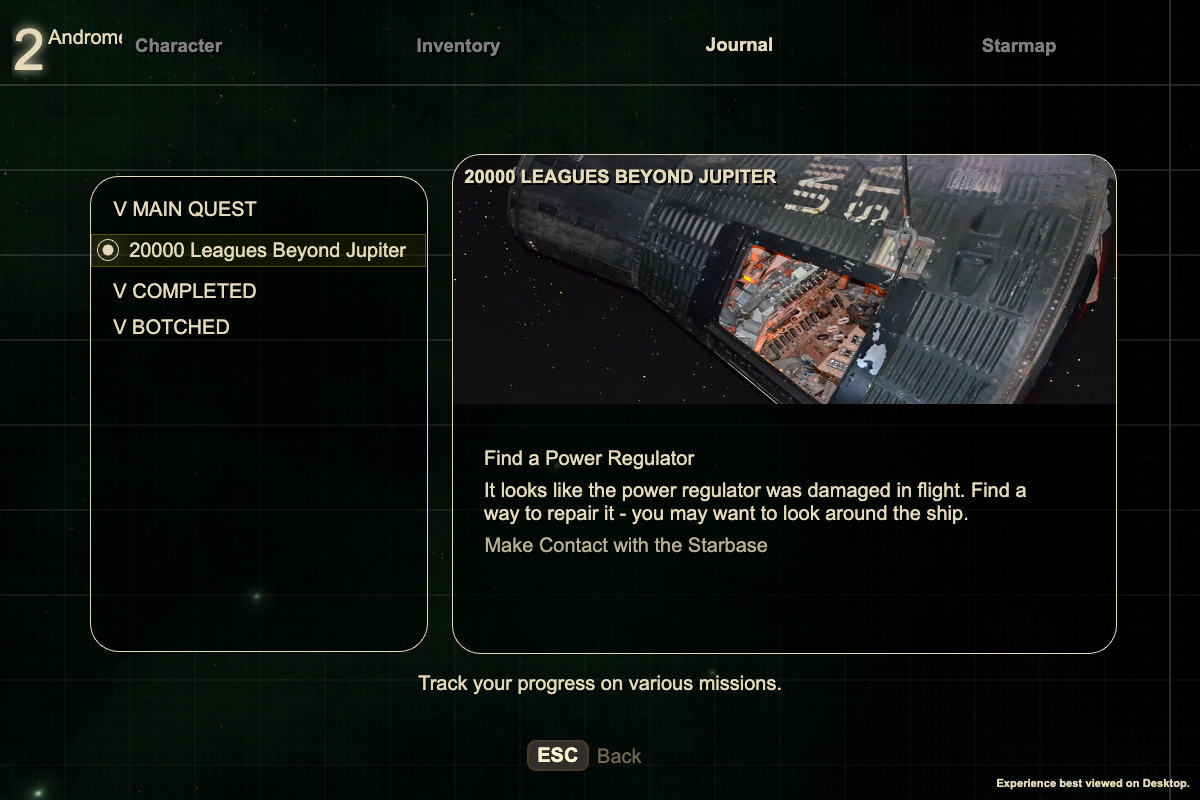 2 Androme
Character
Inventory
Journal
Starmap
V MAIN QUEST
20000 Leagues Beyond Jupiter
V COMPLETED
V BOTCHED
20000 LEAGUES BEYOND JUPITER
UNI
STA
Find a Power Regulator
It looks like the power regulator was damaged in flight. Find a
way to repair it - you may want to look around the ship.
Make Contact with the Starbase
Track your progress on various missions.
ESC Back
Experience best viewed on Desktop.